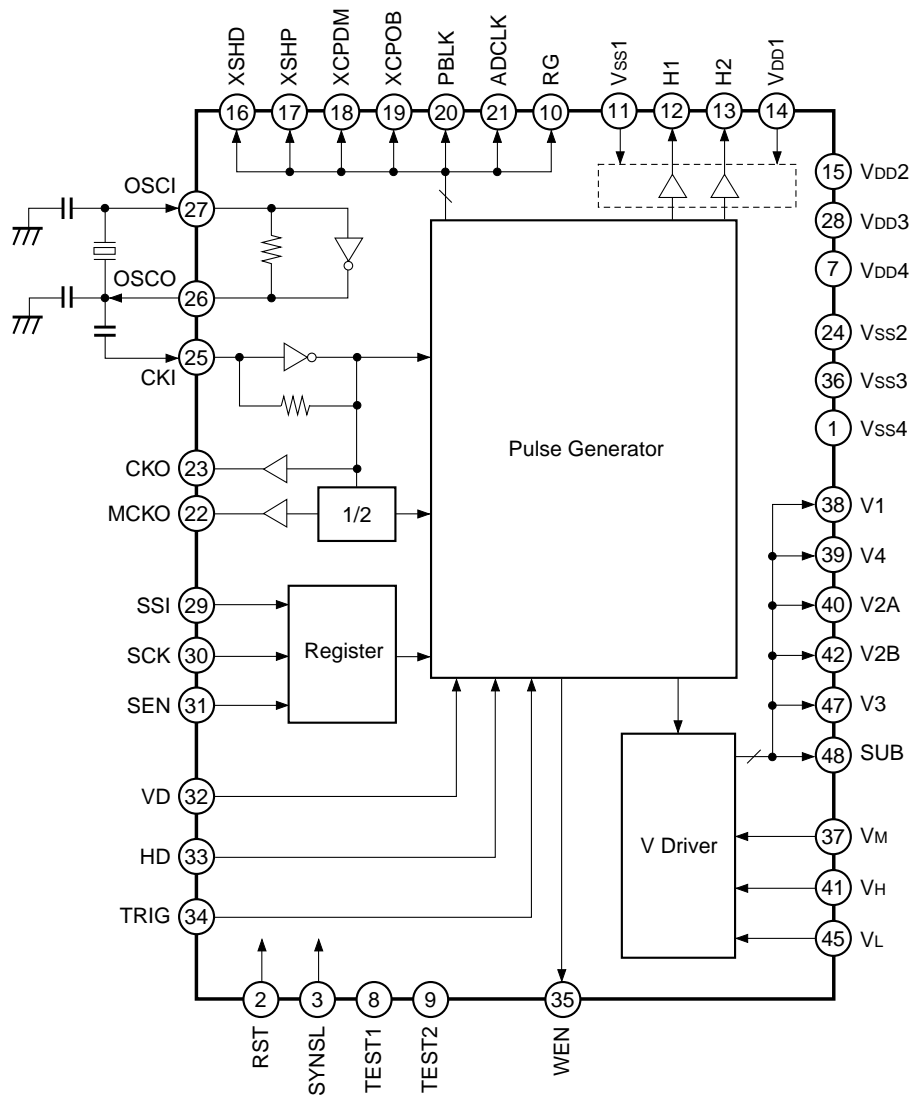 XSHD
XSHP
XCPDM
XCPOB
PBLK
ADCLK
RG
VSS1
H1
H2
VDD1
16
17
18
19
20
21
10
11
12
13
14
OSCI
27
OSCO
26
25
CKI
CKO
23
MCKO
22
1/2
Pulse Generator
15 VDD2
28 VDD3
7 VDD4
24 VSS2
36 VSS3
1 VSS4
38 V1
39 V4
40 V2A
42 V2B
47 V3
48 SUB
SSI 29
SCK 30
SEN 31
Register
VD 32
HD 33
TRIG 34
V Driver
37 VM
41 VH
45 VL
2
3
8
9
35
RST
SYNSL
TEST1
TEST2
WEN